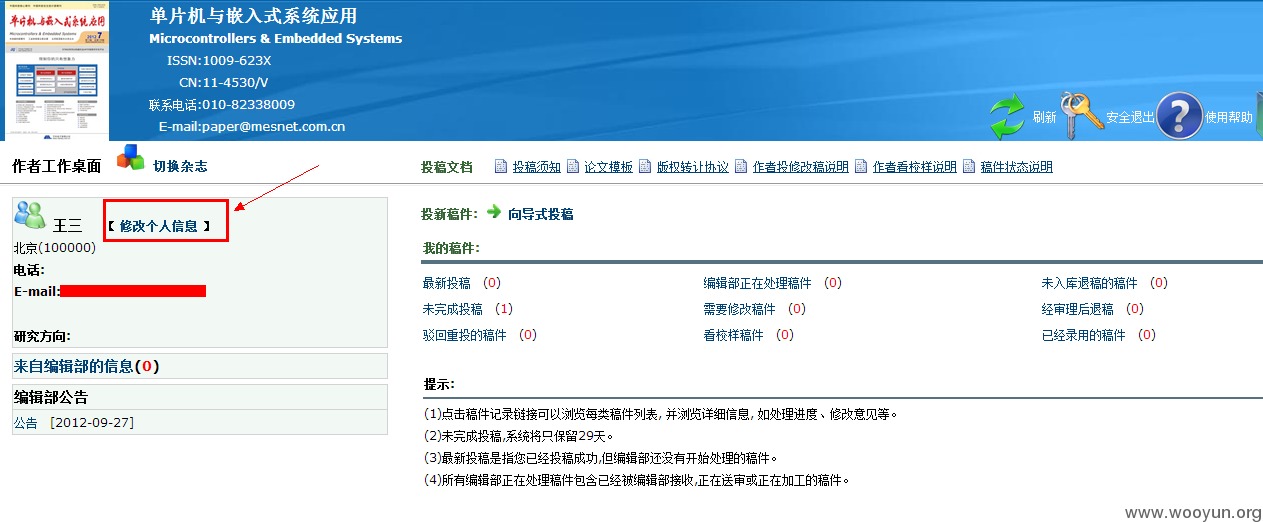 单片机与嵌入式系统应用
单片机与嵌入式系统应用
Microcontrollers & Embedded Systems
ISSN:1009-623X
CN:11-4530/V
联系电话:010-82338009
E-mail:paper@mesnet.com.cn
刷新 安全退出 ? 使用帮助
作者工作桌面 切换杂志
投稿文档 投稿须知 论文模板 版权转让协议 作者投修改稿说明 作者看校样说明 稿件状态说明
王三 【 修改个人信息 】
北京(100000)
电话:
E-mail:
研究方向:
来自编辑部的信息(0)
编辑部公告
公告 [2012-09-27]
投新稿件: 向导式投稿
我的稿件:
最新投稿 (0) 编辑部正在处理稿件 (0) 未入库退稿的稿件 (0)
未完成投稿 (1) 需要修改稿件 (0) 经审理后退稿 (0)
驳回重投的稿件 (0) 看校样稿件 (0) 已经录用的稿件 (0)
提示:
(1)点击稿件记录链接可以浏览每类稿件列表, 并浏览详细信息, 如处理进度、修改意见等。
(2)未完成投稿,系统将只保留29天。
(3)最新投稿是指您已经投稿成功,但编辑部还没有开始处理的稿件。
(4)所有编辑部正在处理稿件包含已经被编辑部接收,正在送审或正在加工的稿件。
www.wooyun.org